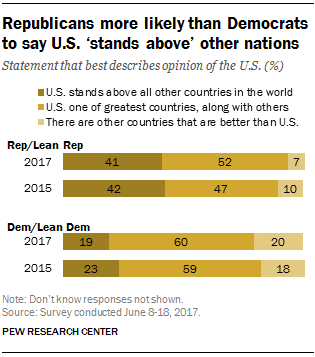 Republicans more likely than Democrats
to say U.S. ‘stands above’ other nations
Statement that best describes opinion of the U.S. (%)
U.S. stands above all other countries in the world
U.S. one of greatest countries, along with others
There are other countries that are better than U.S.
Rep/Lean Rep
2017 41 52 7
2015 42 47 10
Dem/Lean Dem
2017 19 60 20
2015 23 59 18
Note: Don’t know responses not shown.
Source: Survey conducted June 8-18, 2017.
PEW RESEARCH CENTER